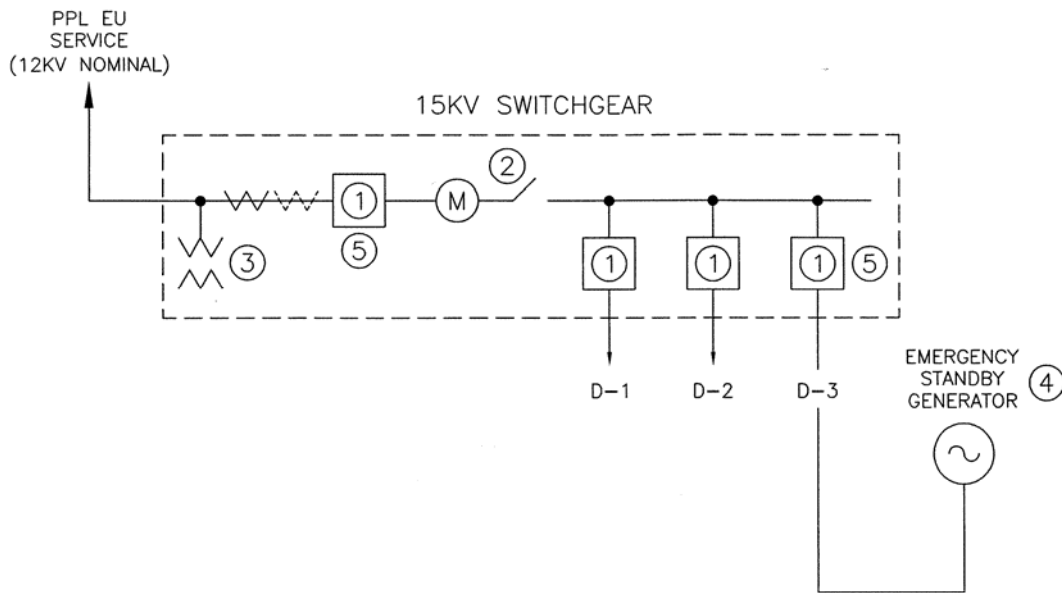 PPL EU
SERVICE
(12KV NOMINAL)
15KV SWITCHGEAR
2
1
M
3
5
1
1
1
5
D-1
D-2
D-3
EMERGENCY
STANDBY
GENERATOR
4